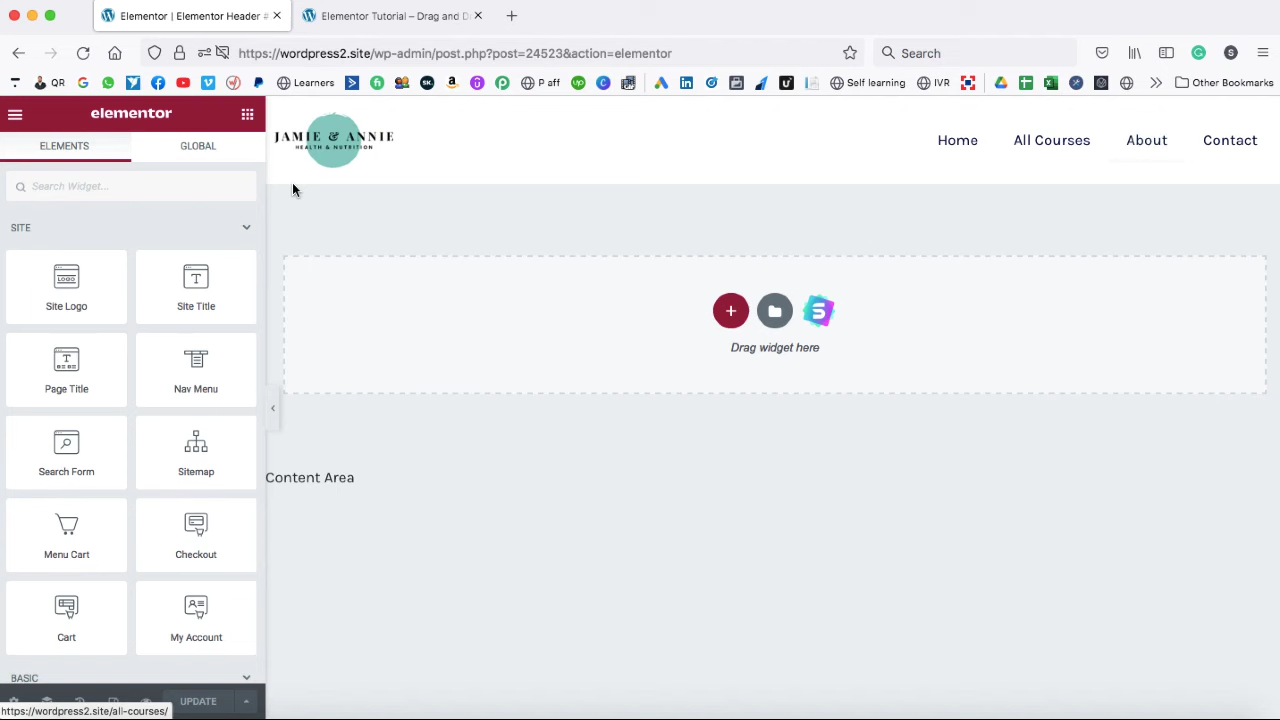 Elementor | Elementor Header #
Elementor Tutorial – Drag and D
https://wordpress2.site/wp-admin/post.php?post=24523&action=elementor
Search
QR
Learners
P aff
Self learning
IVR
Other Bookmarks
elementor
ELEMENTS
GLOBAL
Search Widget...
SITE
Site Logo
Site Title
Page Title
Nav Menu
Search Form
Sitemap
Menu Cart
Checkout
Cart
My Account
BASIC
UPDATE
https://wordpress2.site/all-courses/
JAMIE & ANNIE
HEALTH & NUTRITION
Home
All Courses
About
Contact
Drag widget here
Content Area